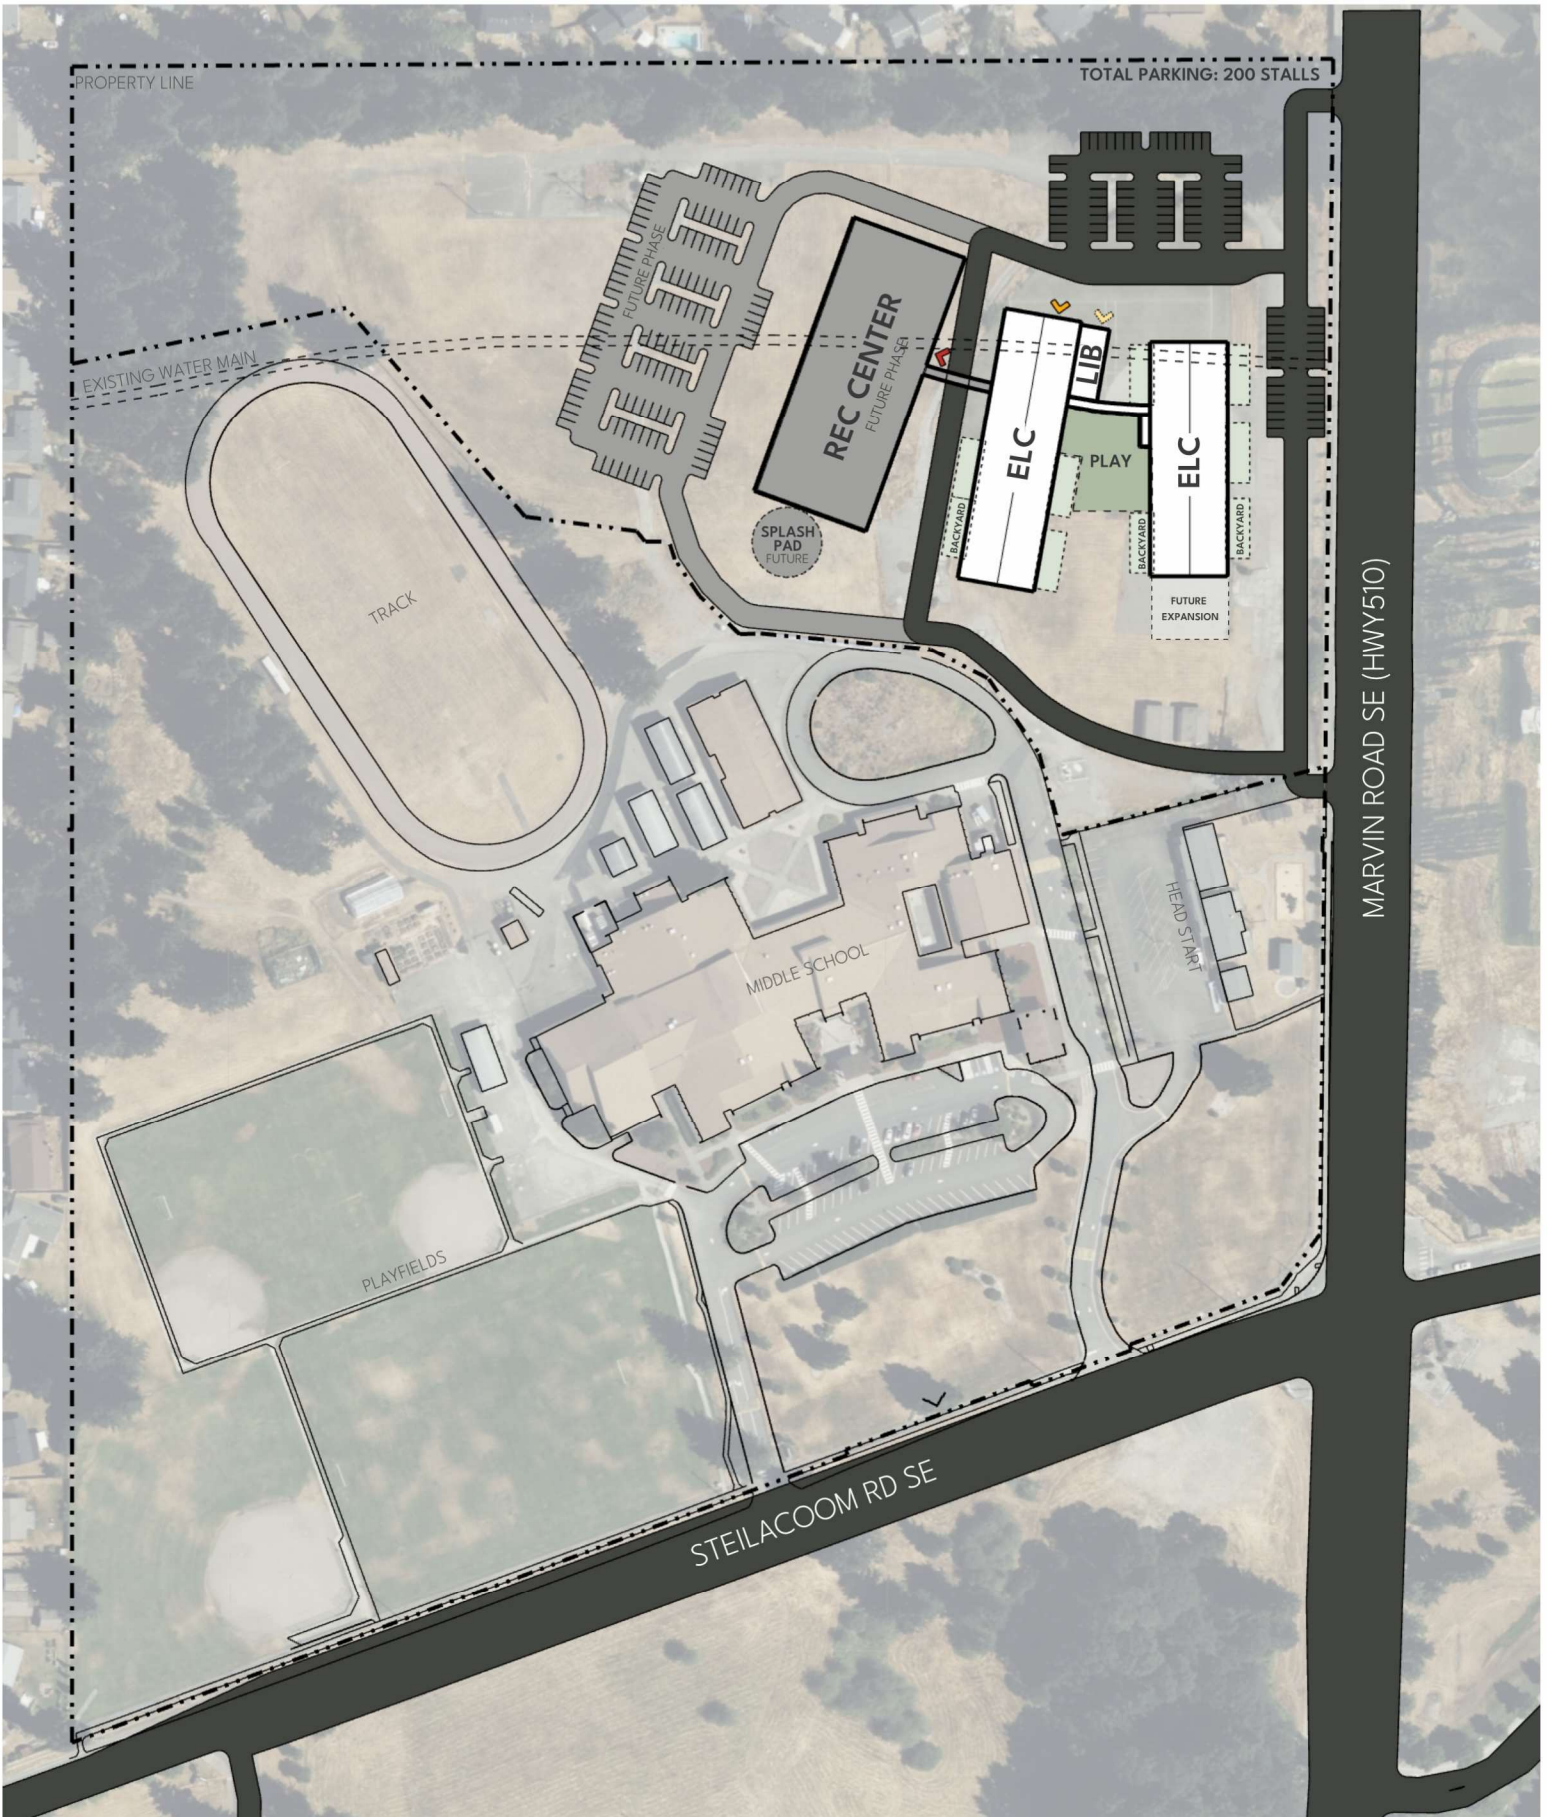 PROPERTY LINE
TOTAL PARKING: 200 STALLS
FUTURE PHASE
EXISTING WATER MAIN
REC CENTER
FUTURE PHASE
LIB
ELC
PLAY
ELC
BACKYARD
BACKYARD
BACKYARD
SPLASH
PAD
FUTURE
FUTURE
EXPANSION
TRACK
MARVIN ROAD SE (HWY510)
HEAD START
MIDDLE SCHOOL
PLAYFIELDS
STEILACOOM RD SE